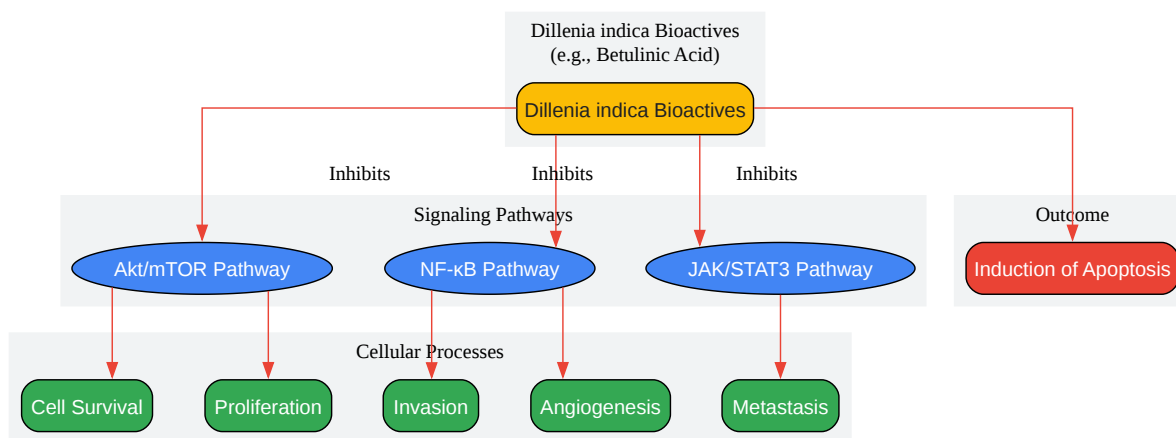 Dillenia indica Bioactives
(e.g., Betulinic Acid)
Dillenia indica Bioactives
Inhibits
Inhibits
Inhibits
Signaling Pathways
Outcome
Akt/mTOR Pathway
NF-κB Pathway
JAK/STAT3 Pathway
Induction of Apoptosis
Cellular Processes
Cell Survival
Proliferation
Invasion
Angiogenesis
Metastasis